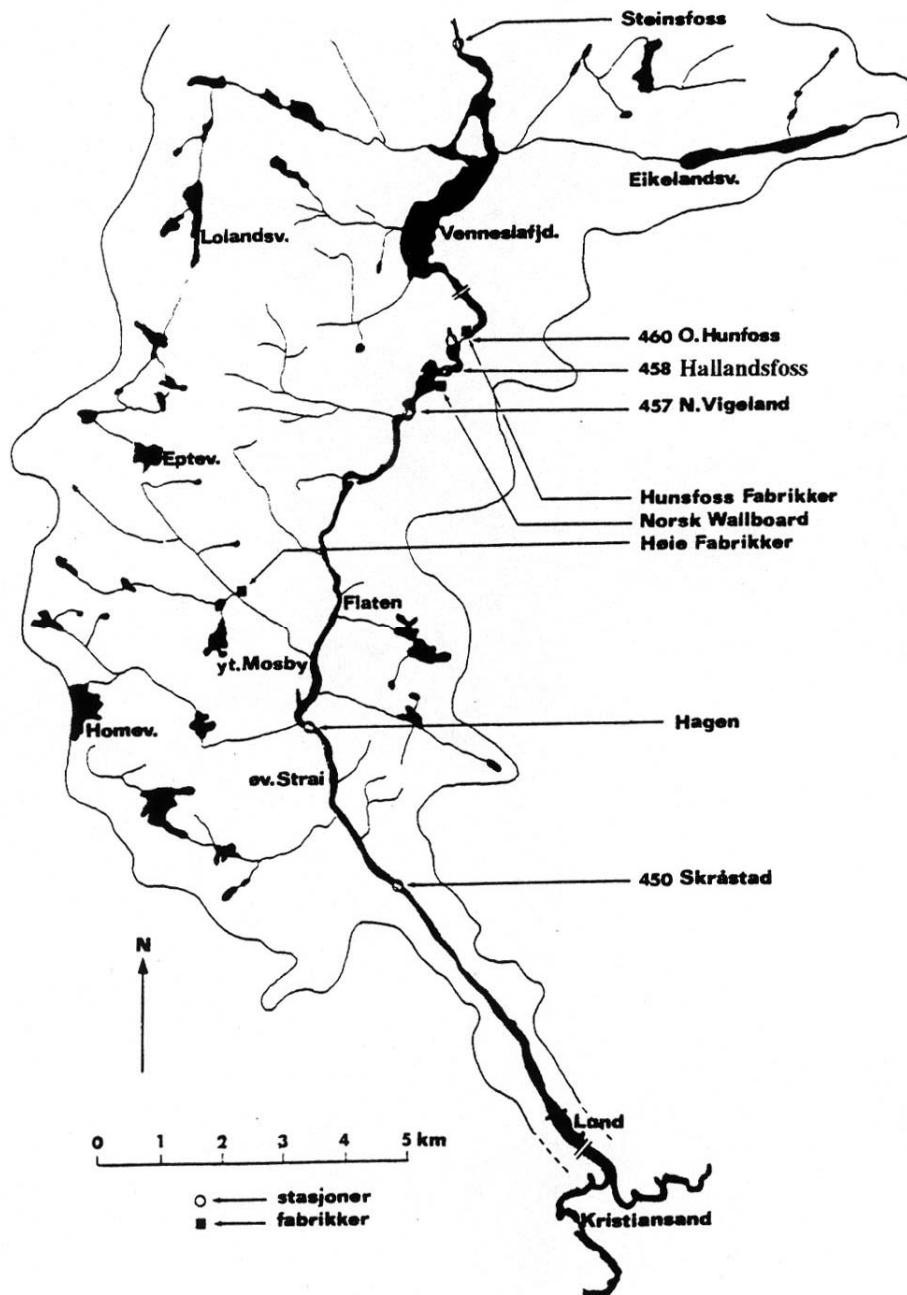 Steinsfoss
Eikelandsv.
Lolandsv.
Venneslafjd.
460 O.Hunfoss
458 Hallandsfoss
457 N.Vigeland
Eptev.
Hunsfoss Fabrikker
Norsk Wallboard
Høie Fabrikker
Flaten
yt.Mosby
Homev.
Hagen
øv.Strai
450 Skråstad
N
Lund
0 1 2 3 4 5 km
stasjoner
fabrikker
Kristiansand